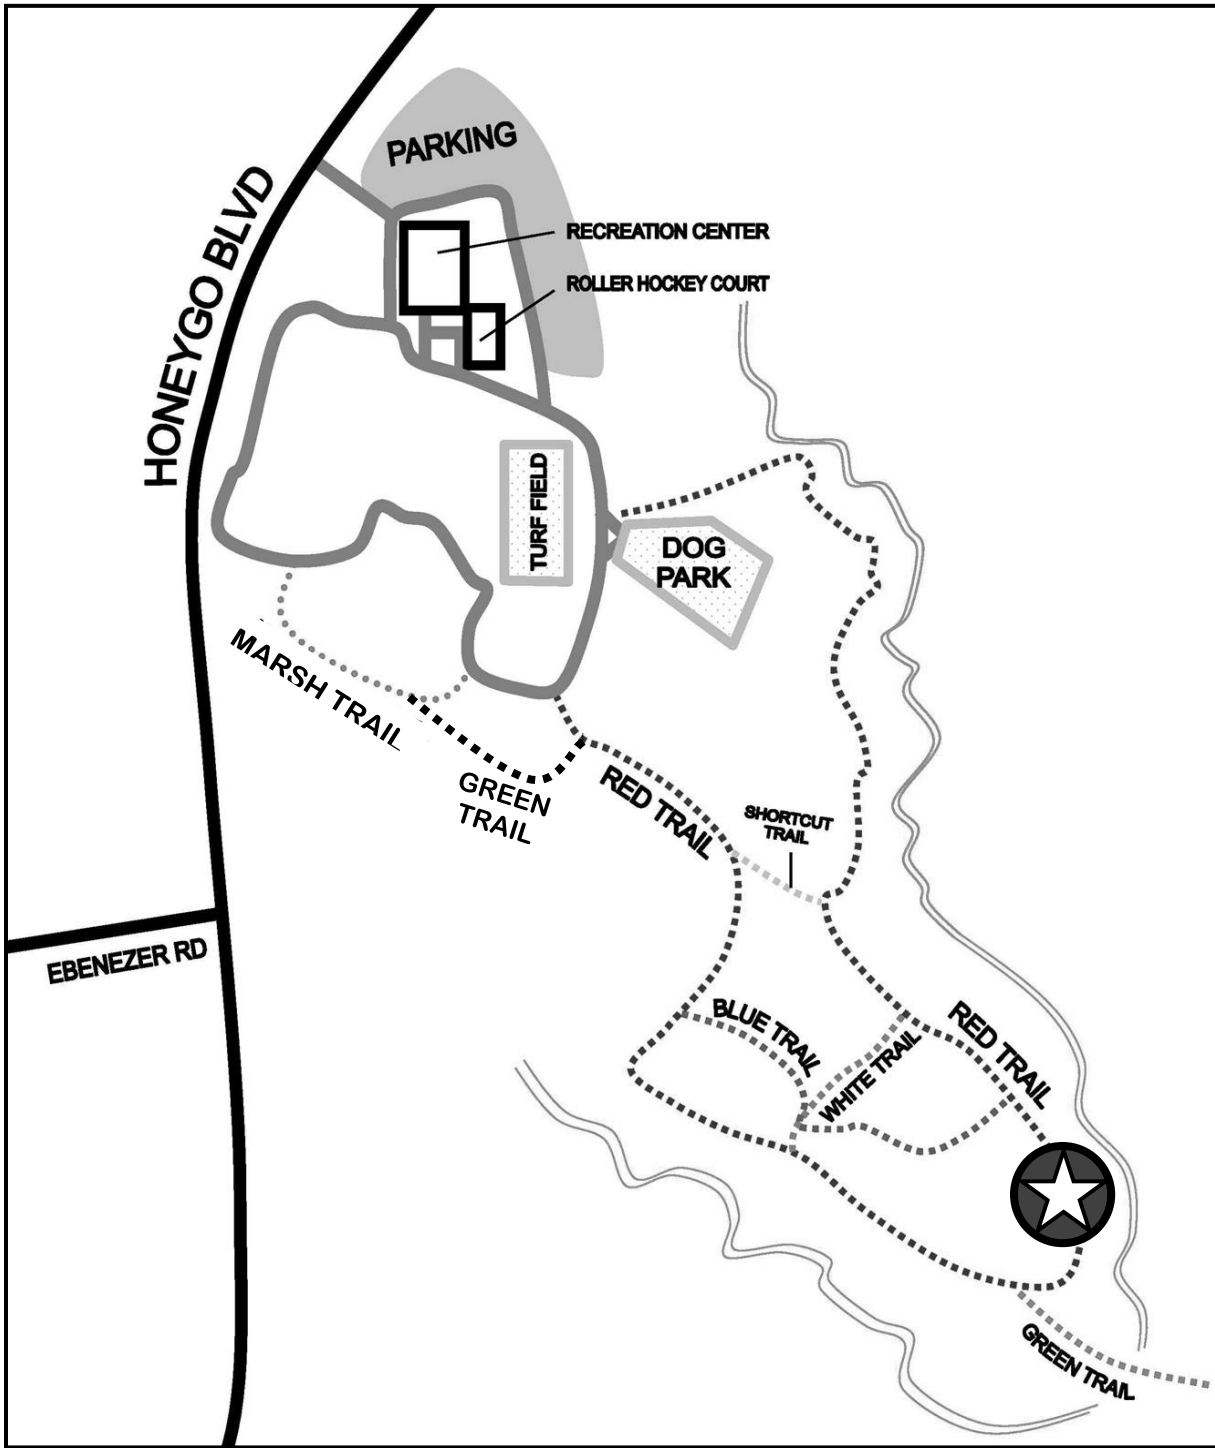 PARKING
HONEYGO BLVD
RECREATION CENTER
ROLLER HOCKEY COURT
TURF FIELD
DOG
PARK
MARSH TRAIL
GREEN
TRAIL
RED TRAIL
SHORTCUT
TRAIL
EBENEZER RD
BLUE TRAIL
WHITE TRAIL
RED TRAIL
GREEN TRAIL